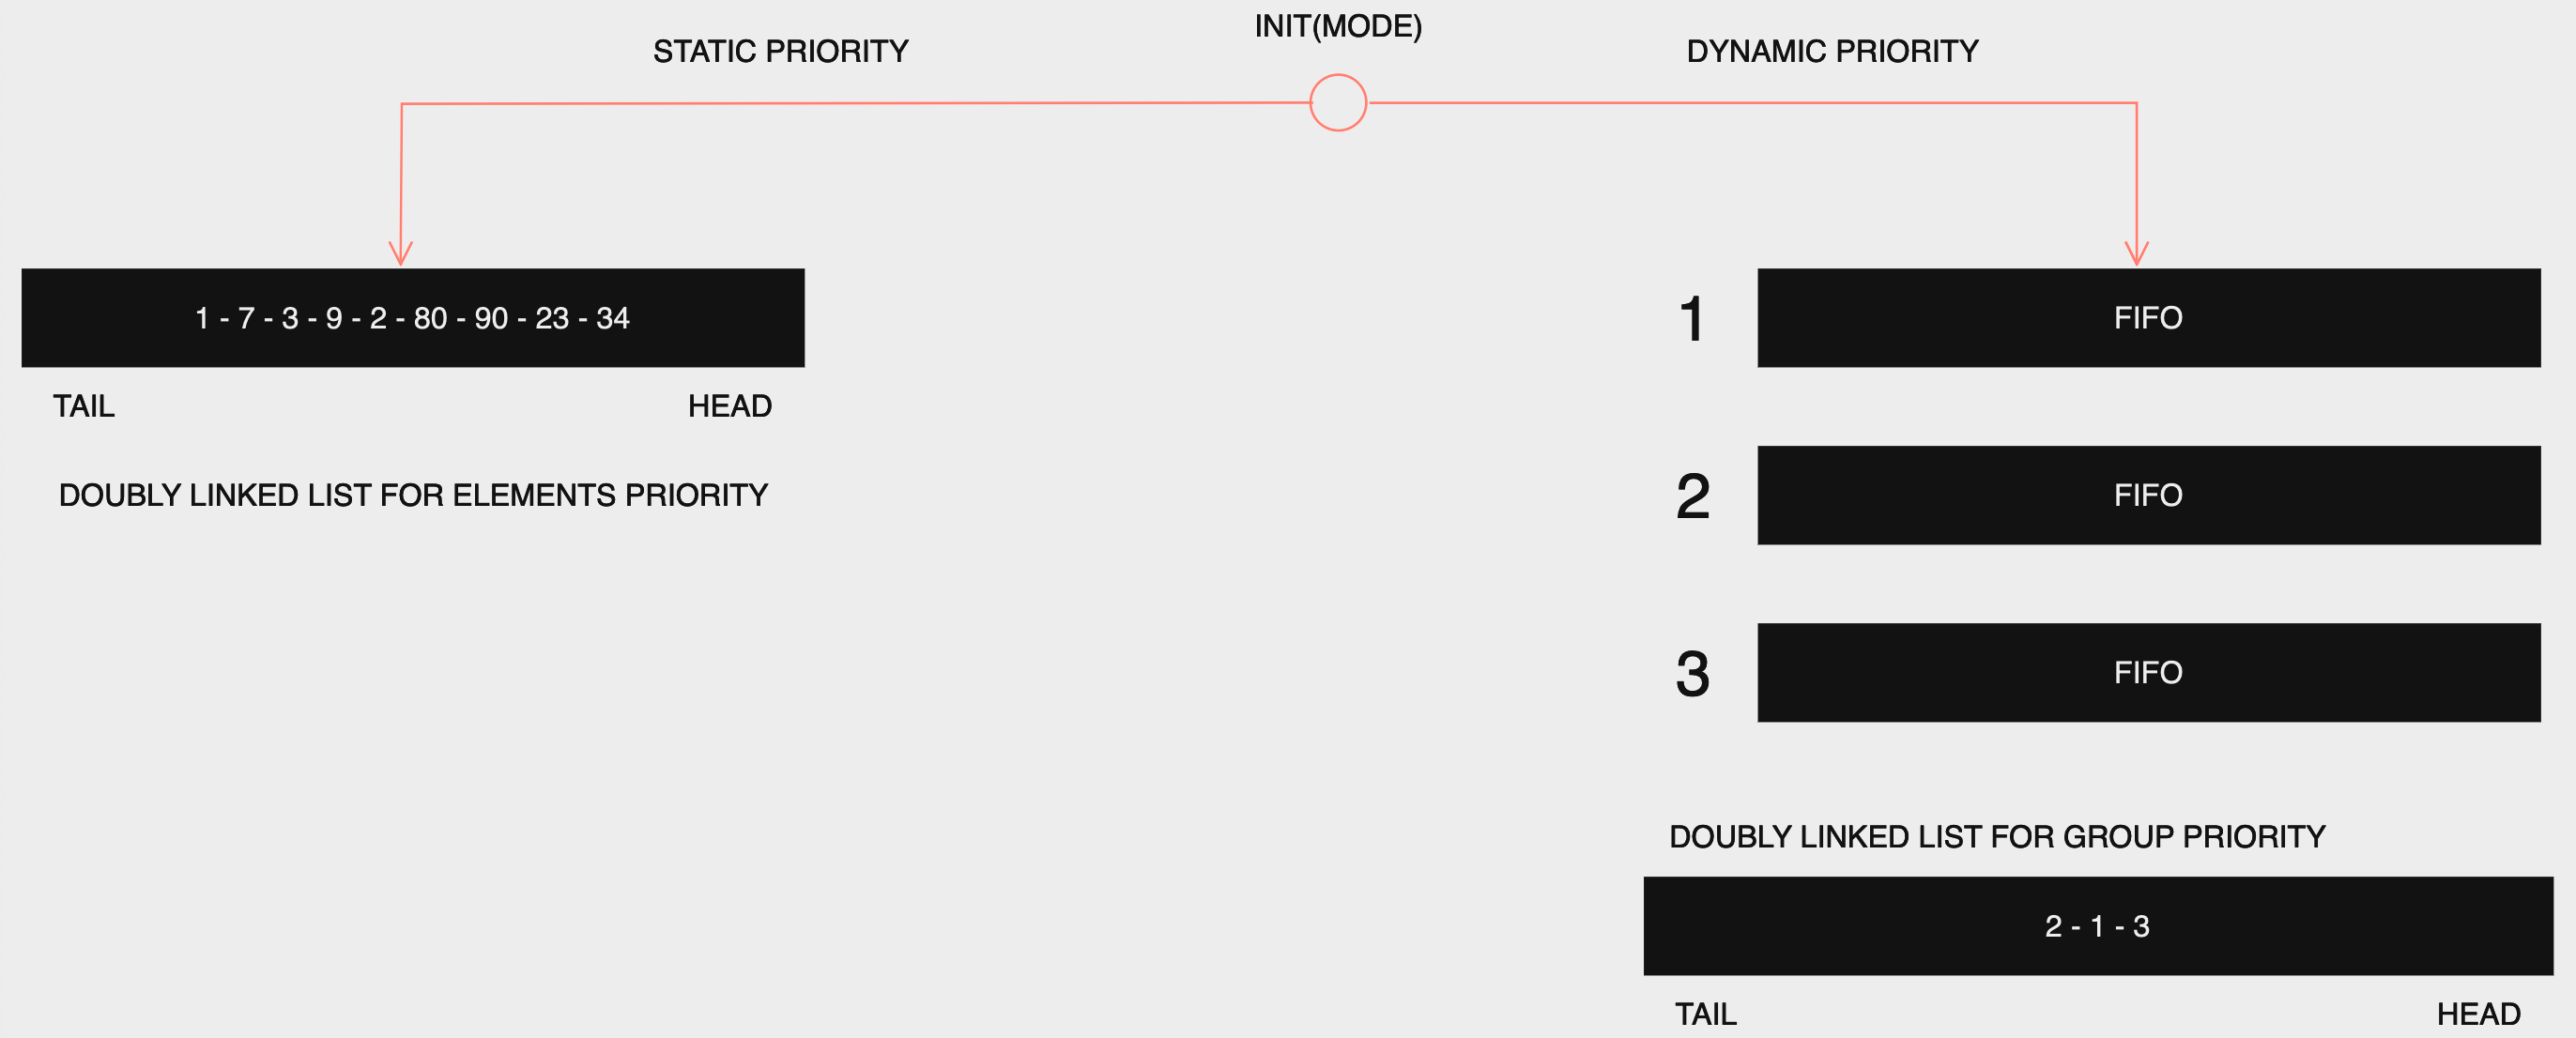 INIT(MODE)
STATIC PRIORITY
DYNAMIC PRIORITY
1 - 7 - 3 - 9 - 2 - 80 - 90 - 23 - 34
TAIL
HEAD
DOUBLY LINKED LIST FOR ELEMENTS PRIORITY
1
FIFO
2
FIFO
3
FIFO
DOUBLY LINKED LIST FOR GROUP PRIORITY
2 - 1 - 3
TAIL
HEAD